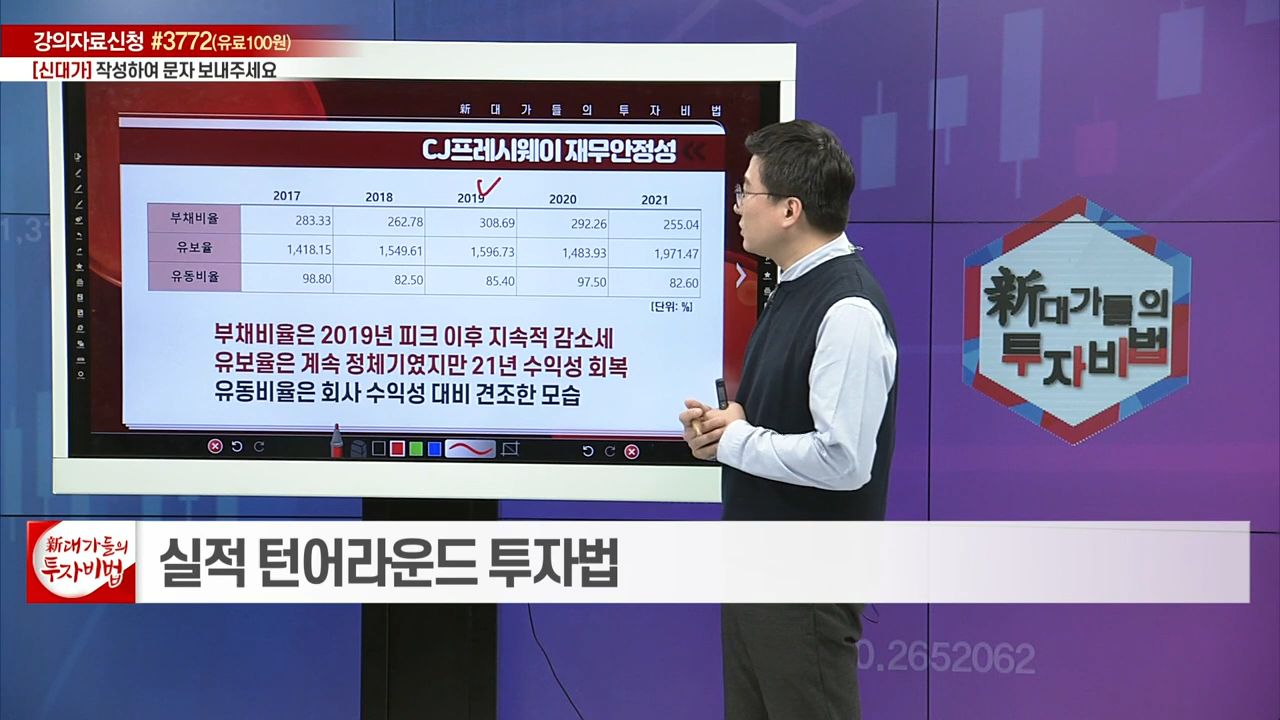 강의자료신청 #3772(유료100원)
[신대가] 작성하여 문자 보내주세요
新 대 가 들 의 투 자 비 법
CJ프레시웨이 재무안정성
2017 2018 2019 2020 2021
부채비율 283.33 262.78 308.69 292.26 255.04
유보율 1,418.15 1,549.61 1,596.73 1,483.93 1,971.47
유동비율 98.80 82.50 85.40 97.50 82.60
[단위: %]
부채비율은 2019년 피크 이후 지속적 감소세
유보율은 계속 정체기였지만 21년 수익성 회복
유동비율은 회사 수익성 대비 견조한 모습
新대가들의
투자비법
新대가들의
투자비법
실적 턴어라운드 투자법
0.2652062